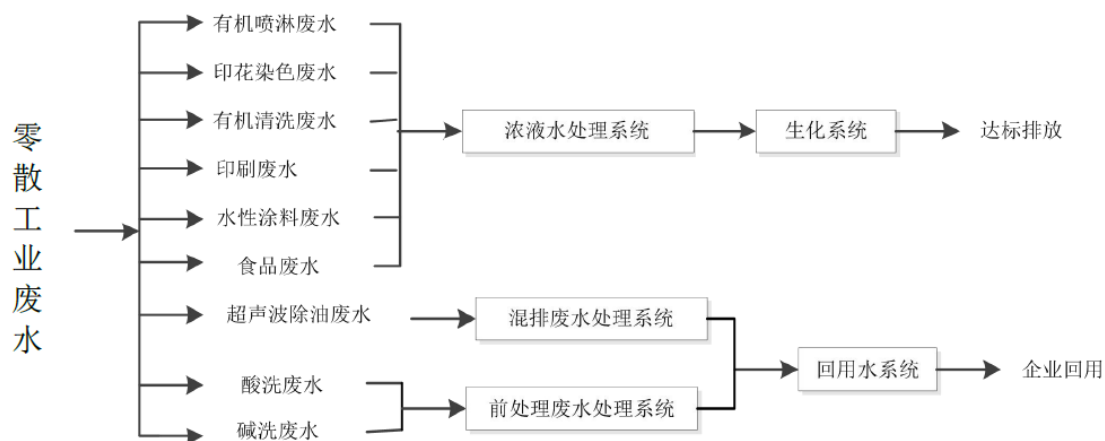 零散工业废水
有机喷淋废水
印花染色废水
有机清洗废水
印刷废水
水性涂料废水
食品废水
超声波除油废水
酸洗废水
碱洗废水
浓液水处理系统
生化系统
达标排放
混排废水处理系统
前处理废水处理系统
回用水系统
企业回用